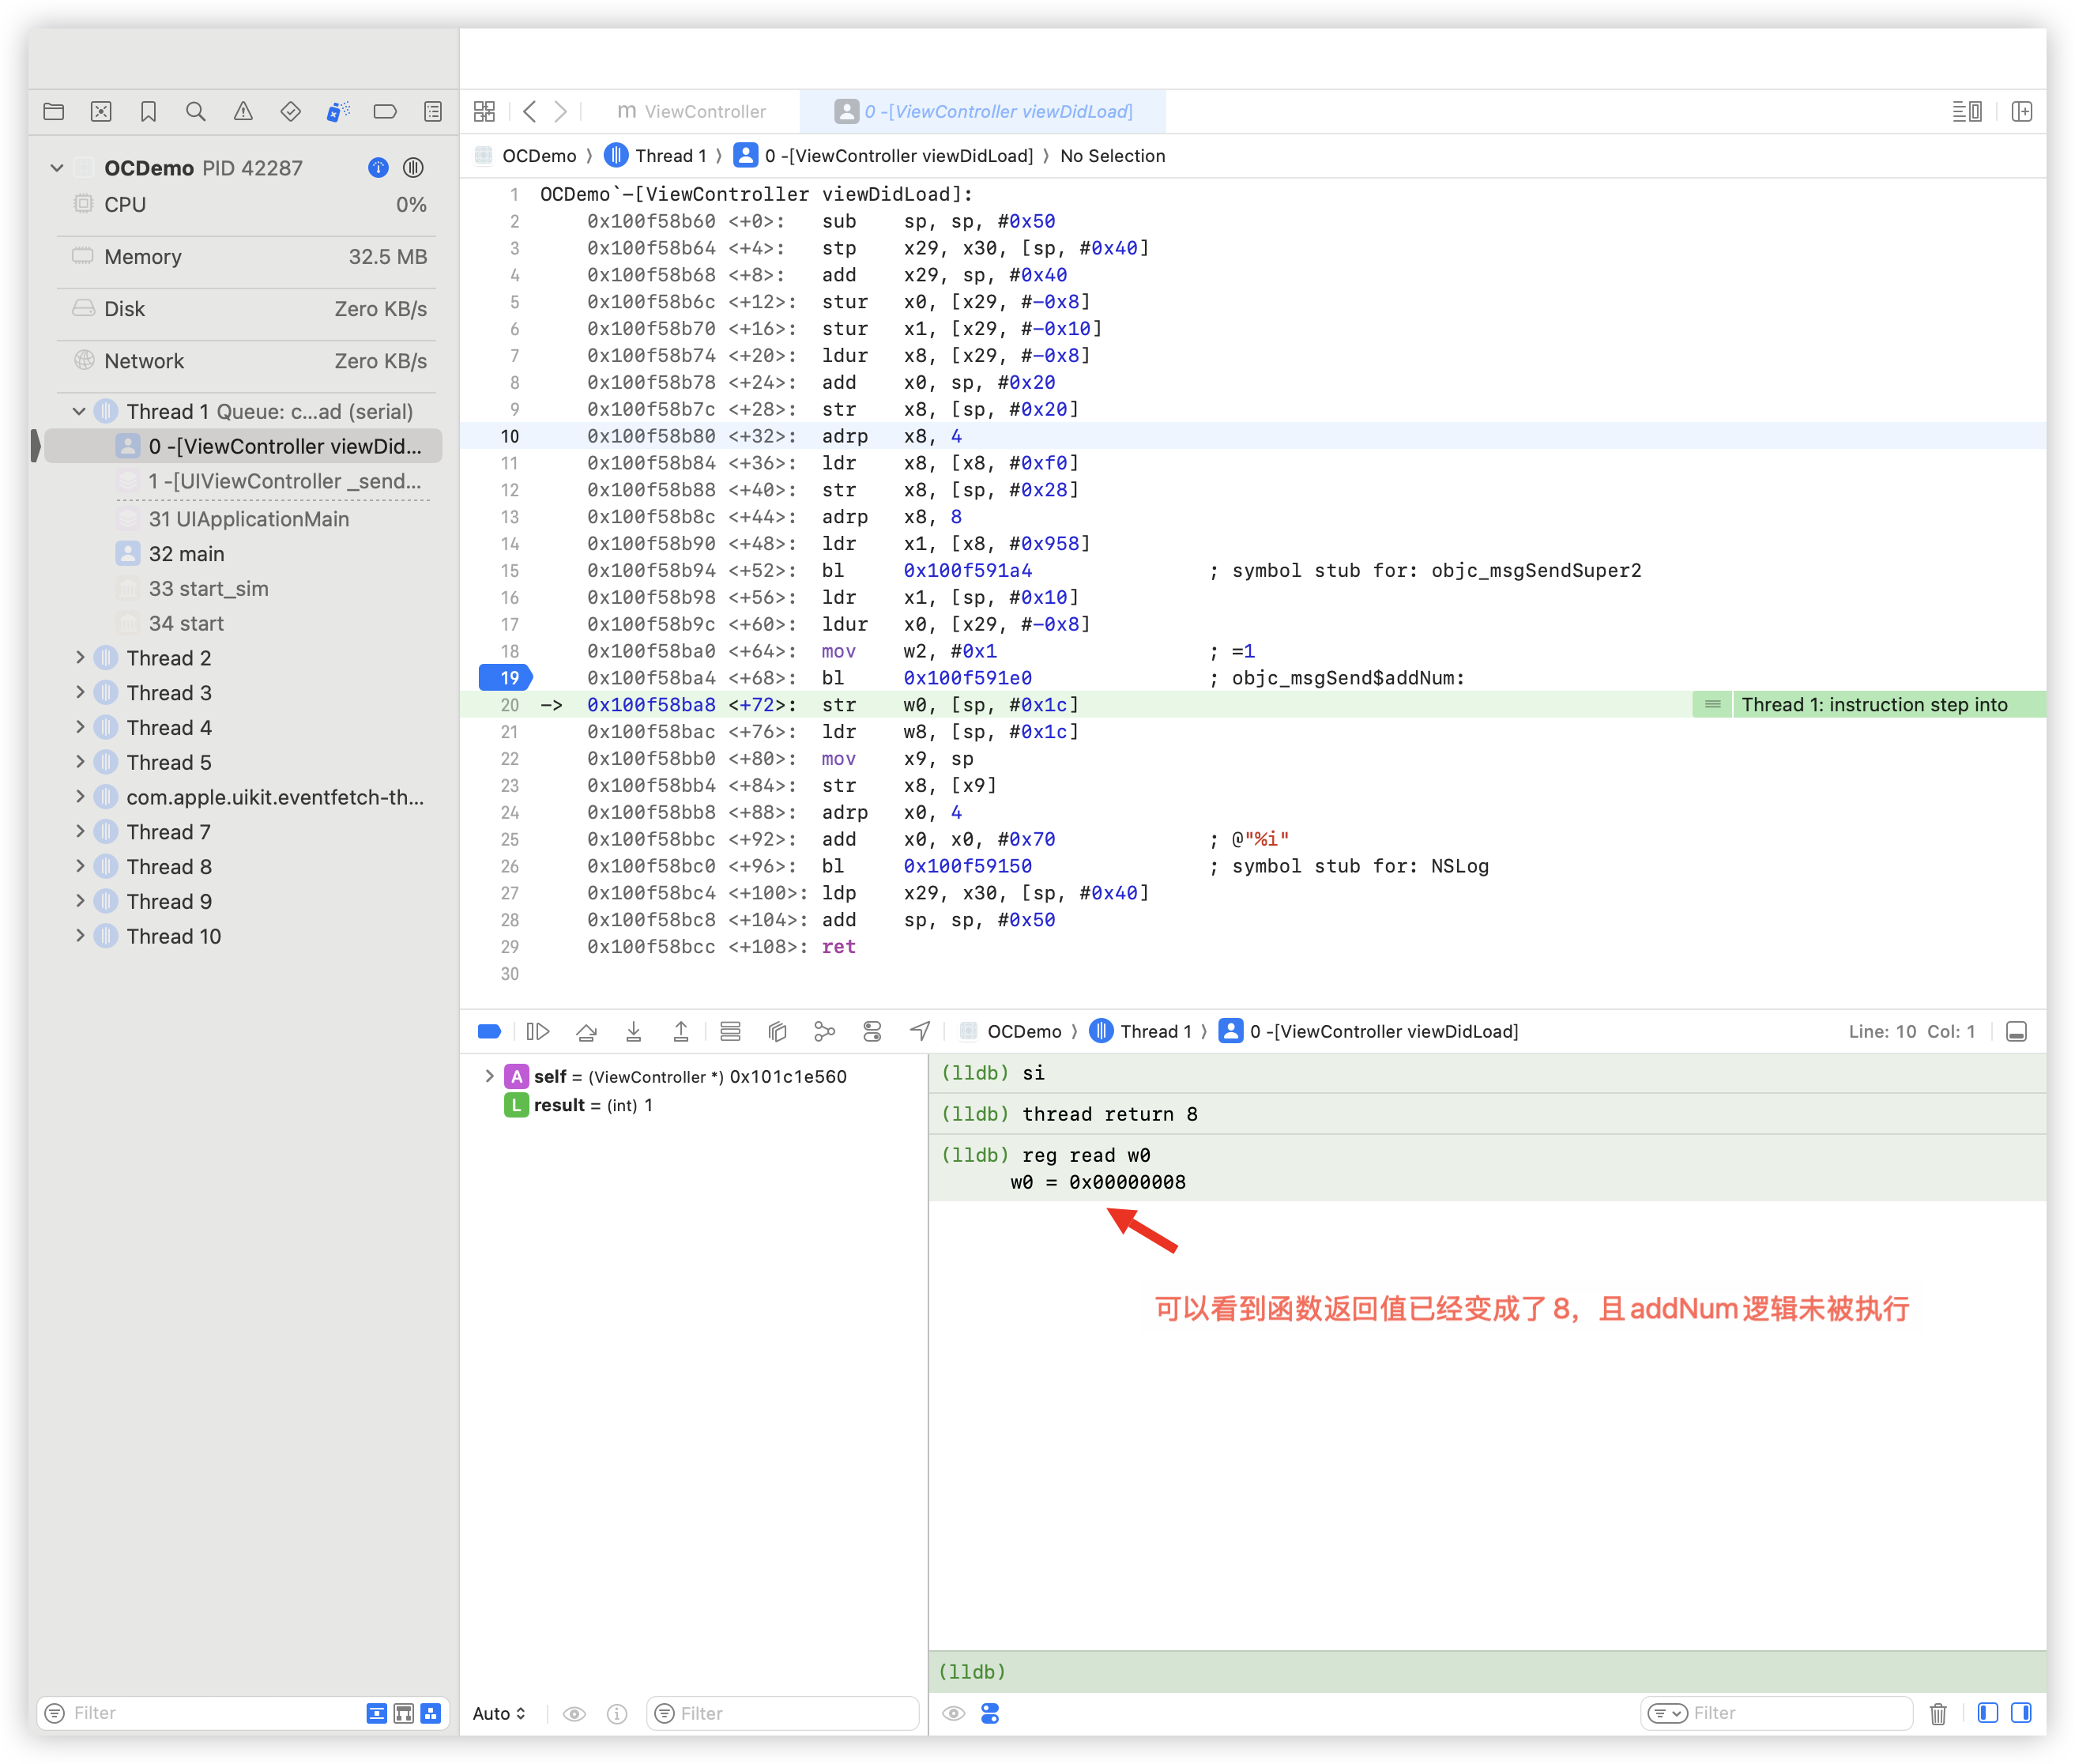 OCDemo PID 42287
CPU 0%
Memory 32.5 MB
Disk Zero KB/s
Network Zero KB/s
Thread 1 Queue: c...ad (serial)
0 -[ViewController viewDid...
1 -[UIViewController _send...
31 UIApplicationMain
32 main
33 start_sim
34 start
Thread 2
Thread 3
Thread 4
Thread 5
com.apple.uikit.eventfetch-th...
Thread 7
Thread 8
Thread 9
Thread 10
Filter
m ViewController
0 -[ViewController viewDidLoad]
OCDemo 〉 Thread 1 〉 0 -[ViewController viewDidLoad] 〉 No Selection
1 OCDemo`-[ViewController viewDidLoad]:
2 0x100f58b60 <+0>: sub sp, sp, #0x50
3 0x100f58b64 <+4>: stp x29, x30, [sp, #0x40]
4 0x100f58b68 <+8>: add x29, sp, #0x40
5 0x100f58b6c <+12>: stur x0, [x29, #-0x8]
6 0x100f58b70 <+16>: stur x1, [x29, #-0x10]
7 0x100f58b74 <+20>: ldur x8, [x29, #-0x8]
8 0x100f58b78 <+24>: add x0, sp, #0x20
9 0x100f58b7c <+28>: str x8, [sp, #0x20]
10 0x100f58b80 <+32>: adrp x8, 4
11 0x100f58b84 <+36>: ldr x8, [x8, #0xf0]
12 0x100f58b88 <+40>: str x8, [sp, #0x28]
13 0x100f58b8c <+44>: adrp x8, 8
14 0x100f58b90 <+48>: ldr x1, [x8, #0x958]
15 0x100f58b94 <+52>: bl 0x100f591a4 ; symbol stub for: objc_msgSendSuper2
16 0x100f58b98 <+56>: ldr x1, [sp, #0x10]
17 0x100f58b9c <+60>: ldur x0, [x29, #-0x8]
18 0x100f58ba0 <+64>: mov w2, #0x1 ; =1
19 0x100f58ba4 <+68>: bl 0x100f591e0 ; objc_msgSend$addNum:
20 -> 0x100f58ba8 <+72>: str w0, [sp, #0x1c] Thread 1: instruction step into
21 0x100f58bac <+76>: ldr w8, [sp, #0x1c]
22 0x100f58bb0 <+80>: mov x9, sp
23 0x100f58bb4 <+84>: str x8, [x9]
24 0x100f58bb8 <+88>: adrp x0, 4
25 0x100f58bbc <+92>: add x0, x0, #0x70 ; @"%i"
26 0x100f58bc0 <+96>: bl 0x100f59150 ; symbol stub for: NSLog
27 0x100f58bc4 <+100>: ldp x29, x30, [sp, #0x40]
28 0x100f58bc8 <+104>: add sp, sp, #0x50
29 0x100f58bcc <+108>: ret
30
OCDemo 〉 Thread 1 〉 0 -[ViewController viewDidLoad] Line: 10 Col: 1
A self = (ViewController *) 0x101c1e560
L result = (int) 1
Auto
Filter
(lldb) si
(lldb) thread return 8
(lldb) reg read w0
w0 = 0x00000008
可以看到函数返回值已经变成了 8，且 addNum 逻辑未被执行
(lldb)
Filter